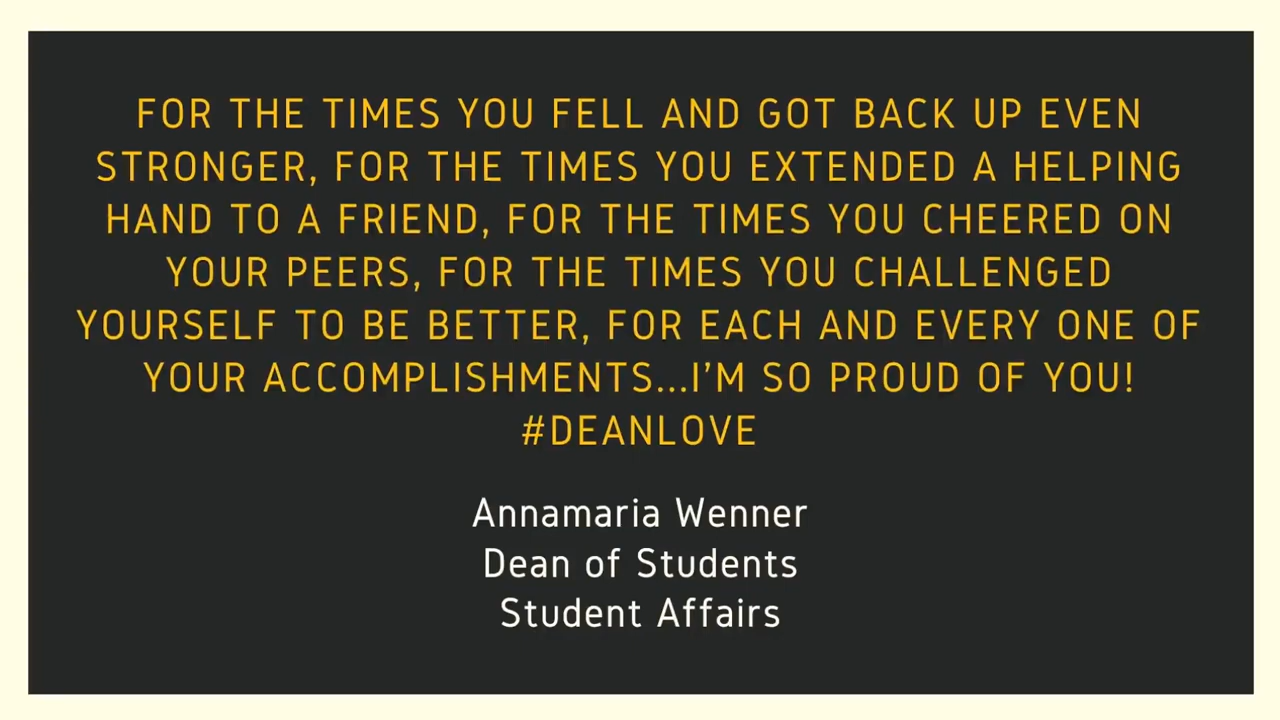 FOR THE TIMES YOU FELL AND GOT BACK UP EVEN
STRONGER, FOR THE TIMES YOU EXTENDED A HELPING
HAND TO A FRIEND, FOR THE TIMES YOU CHEERED ON
YOUR PEERS, FOR THE TIMES YOU CHALLENGED
YOURSELF TO BE BETTER, FOR EACH AND EVERY ONE OF
YOUR ACCOMPLISHMENTS...I’M SO PROUD OF YOU!
#DEANLOVE
Annamaria Wenner
Dean of Students
Student Affairs